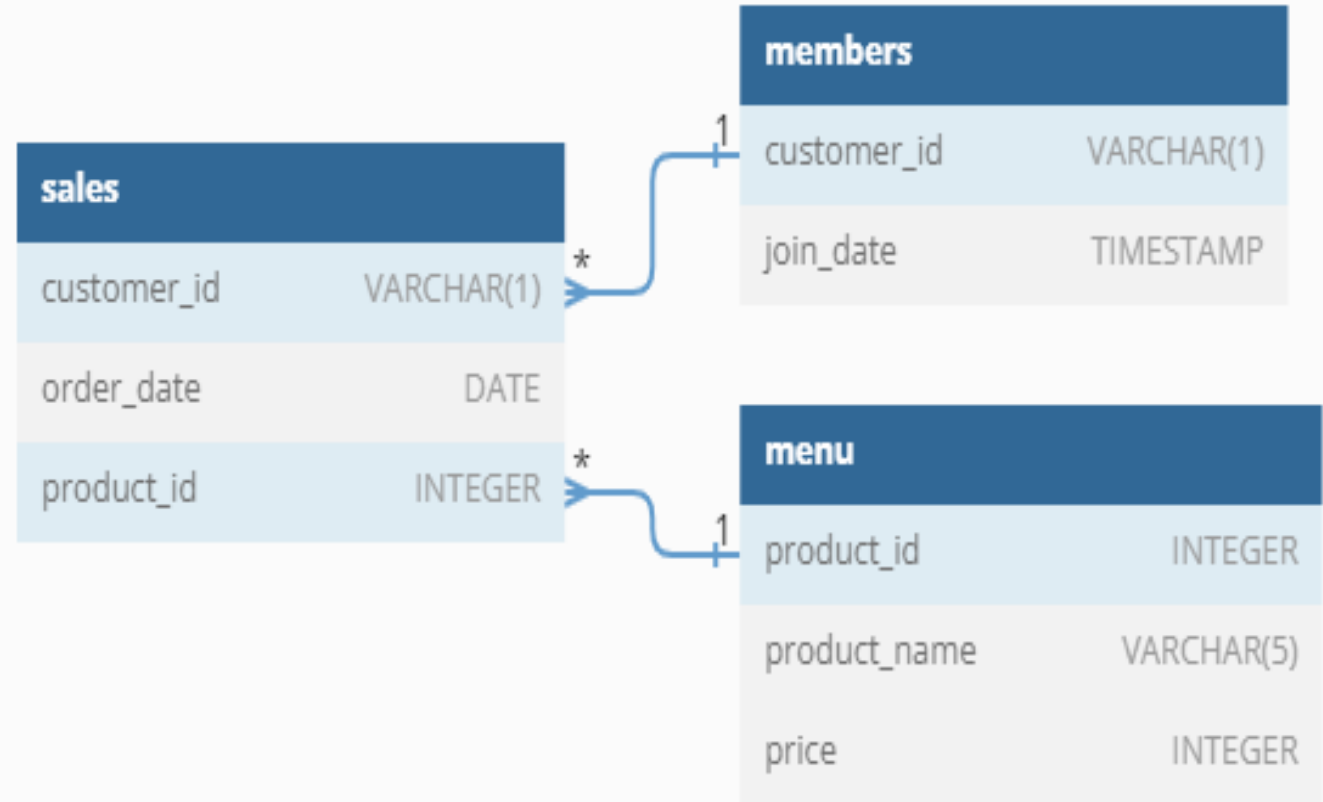 sales
customer_id VARCHAR(1)
order_date DATE
product_id INTEGER
*
*
1
1
members
customer_id VARCHAR(1)
join_date TIMESTAMP
menu
product_id INTEGER
product_name VARCHAR(5)
price INTEGER